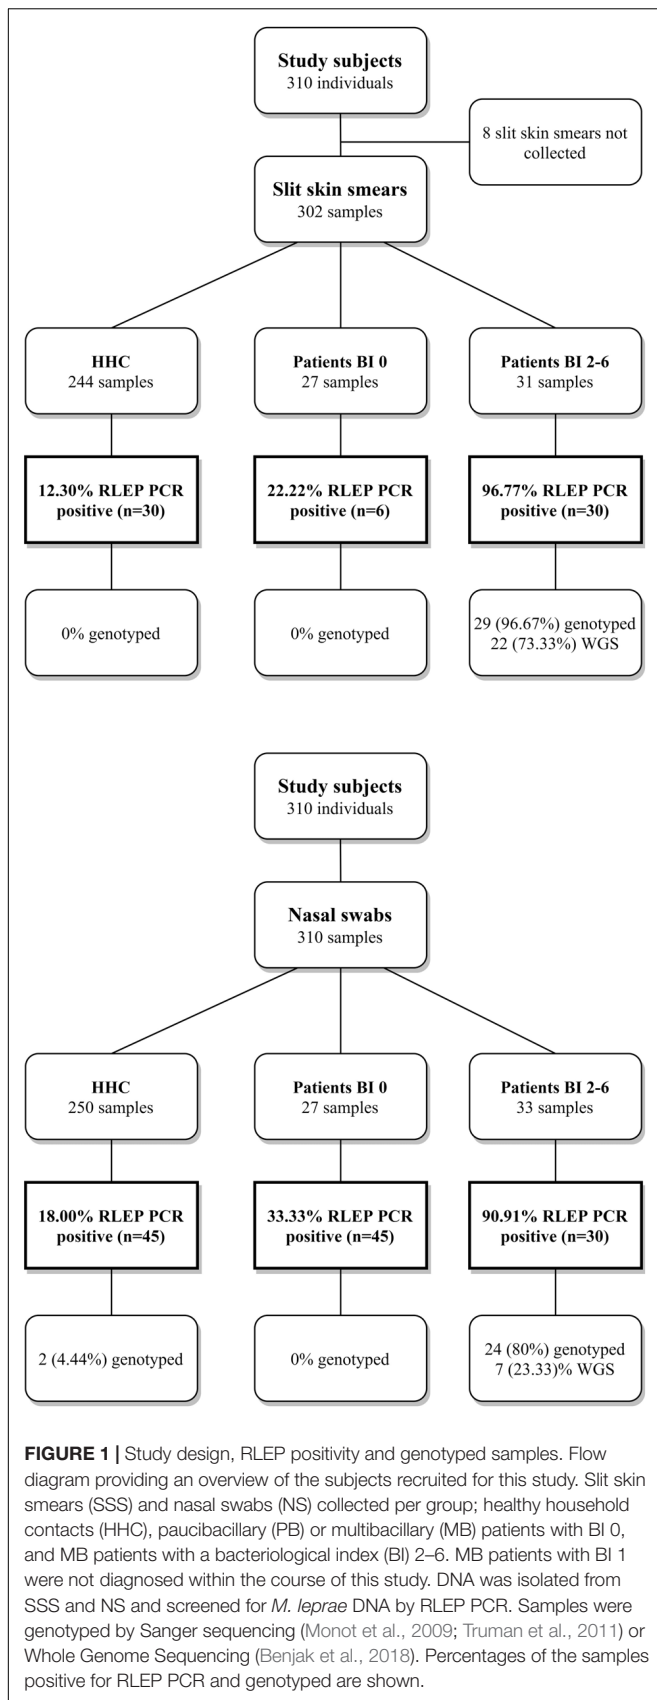 Study subjects
310 individuals
8 slit skin smears not
collected
Slit skin smears
302 samples
HHC
244 samples
Patients BI 0
27 samples
Patients BI 2-6
31 samples
12.30% RLEP PCR
positive (n=30)
22.22% RLEP PCR
positive (n=6)
96.77% RLEP PCR
positive (n=30)
0% genotyped
0% genotyped
29 (96.67%) genotyped
22 (73.33%) WGS
Study subjects
310 individuals
Nasal swabs
310 samples
HHC
250 samples
Patients BI 0
27 samples
Patients BI 2-6
33 samples
18.00% RLEP PCR
positive (n=45)
33.33% RLEP PCR
positive (n=45)
90.91% RLEP PCR
positive (n=30)
2 (4.44%) genotyped
0% genotyped
24 (80%) genotyped
7 (23.33)% WGS
FIGURE 1 | Study design, RLEP positivity and genotyped samples. Flow
diagram providing an overview of the subjects recruited for this study. Slit skin
smears (SSS) and nasal swabs (NS) collected per group; healthy household
contacts (HHC), paucibacillary (PB) or multibacillary (MB) patients with BI 0,
and MB patients with a bacteriological index (BI) 2–6. MB patients with BI 1
were not diagnosed within the course of this study. DNA was isolated from
SSS and NS and screened for M. leprae DNA by RLEP PCR. Samples were
genotyped by Sanger sequencing (Monot et al., 2009; Truman et al., 2011) or
Whole Genome Sequencing (Benjak et al., 2018). Percentages of the samples
positive for RLEP PCR and genotyped are shown.